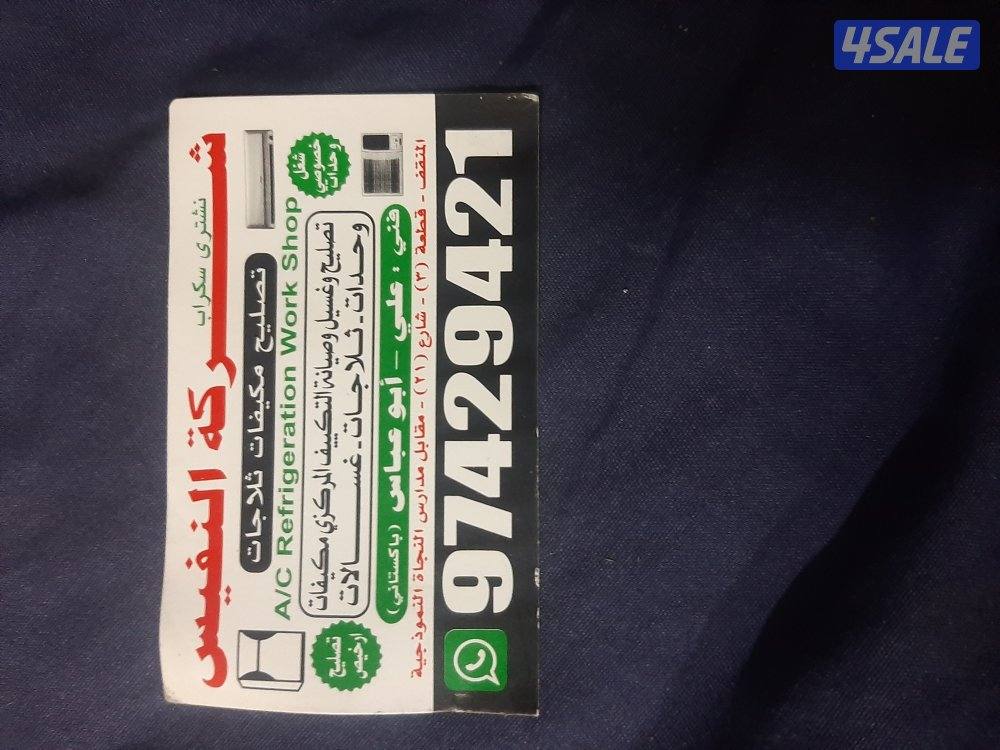 4SALE
شركة النفيس
نشترى سكراب
تصليح مكيفات ثلاجات
A/C Refrigeration Work Shop
شغل
خصوصي
وحدات
تصليح وغسيل وصيانة التكييف المركزي مكيفات
وحدات - ثلاجات - غسالات
تصليح
ارخيص
فني : علي - أبو عباس (باكستاني)
المنقف - قطعة (٣) - شارع (٢١) - مقابل مدارس النجاة النموذجية
97429421